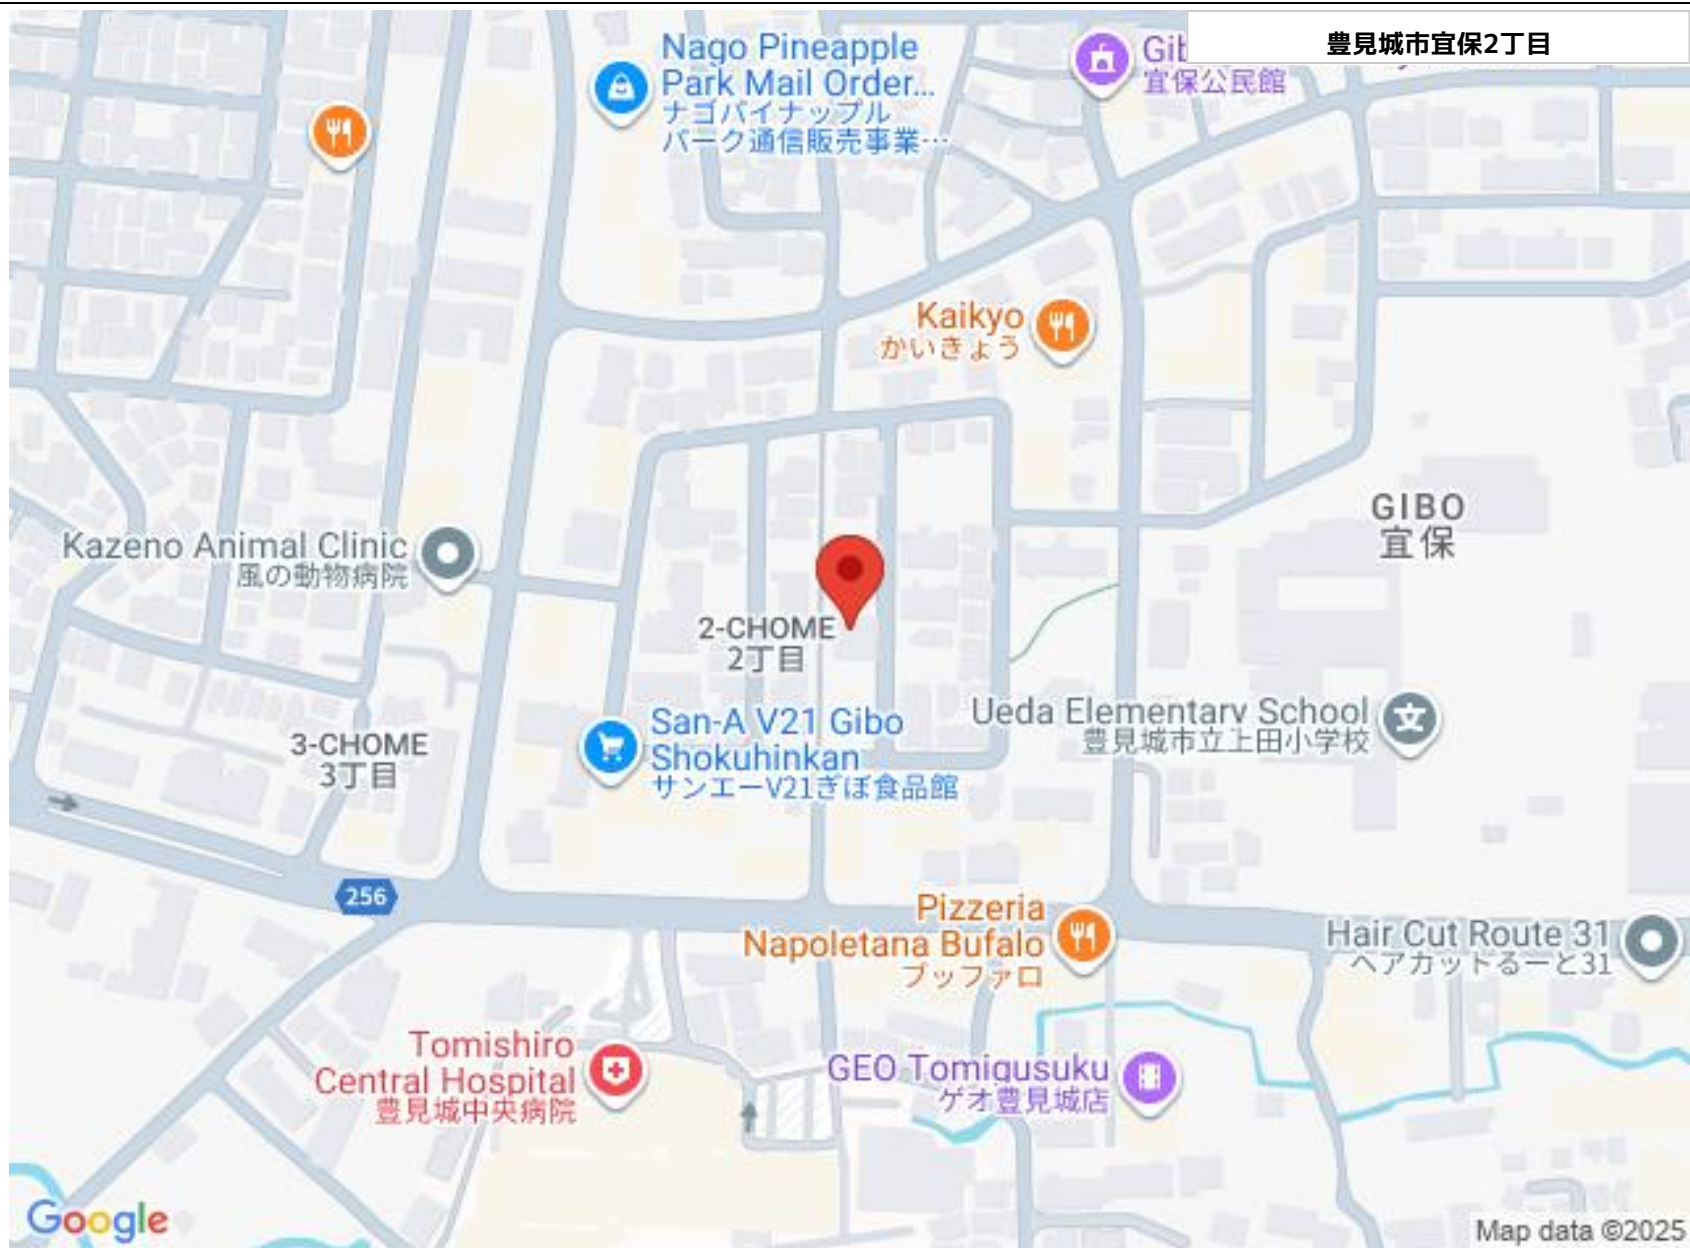 豊見城市宜保2丁目
Nago Pineapple
Park Mail Order...
ナゴパイナップル
パーク通信販売事業…
宜保公民館
Kaikyo
かいきょう
GIBO
宜保
Kazeno Animal Clinic
風の動物病院
2-CHOME
2丁目
Ueda Elementary School
豊見城市立上田小学校
San-A V21 Gibo
Shokuhinkan
サンエーV21ぎぼ食品館
3-CHOME
3丁目
256
Pizzeria
Napoletana Bufalo
ブッファロ
Hair Cut Route 31
ヘアカットるーと31
Tomishiro
Central Hospital
豊見城中央病院
GEO Tomigusuku
ゲオ豊見城店
Google
Map data ©2025